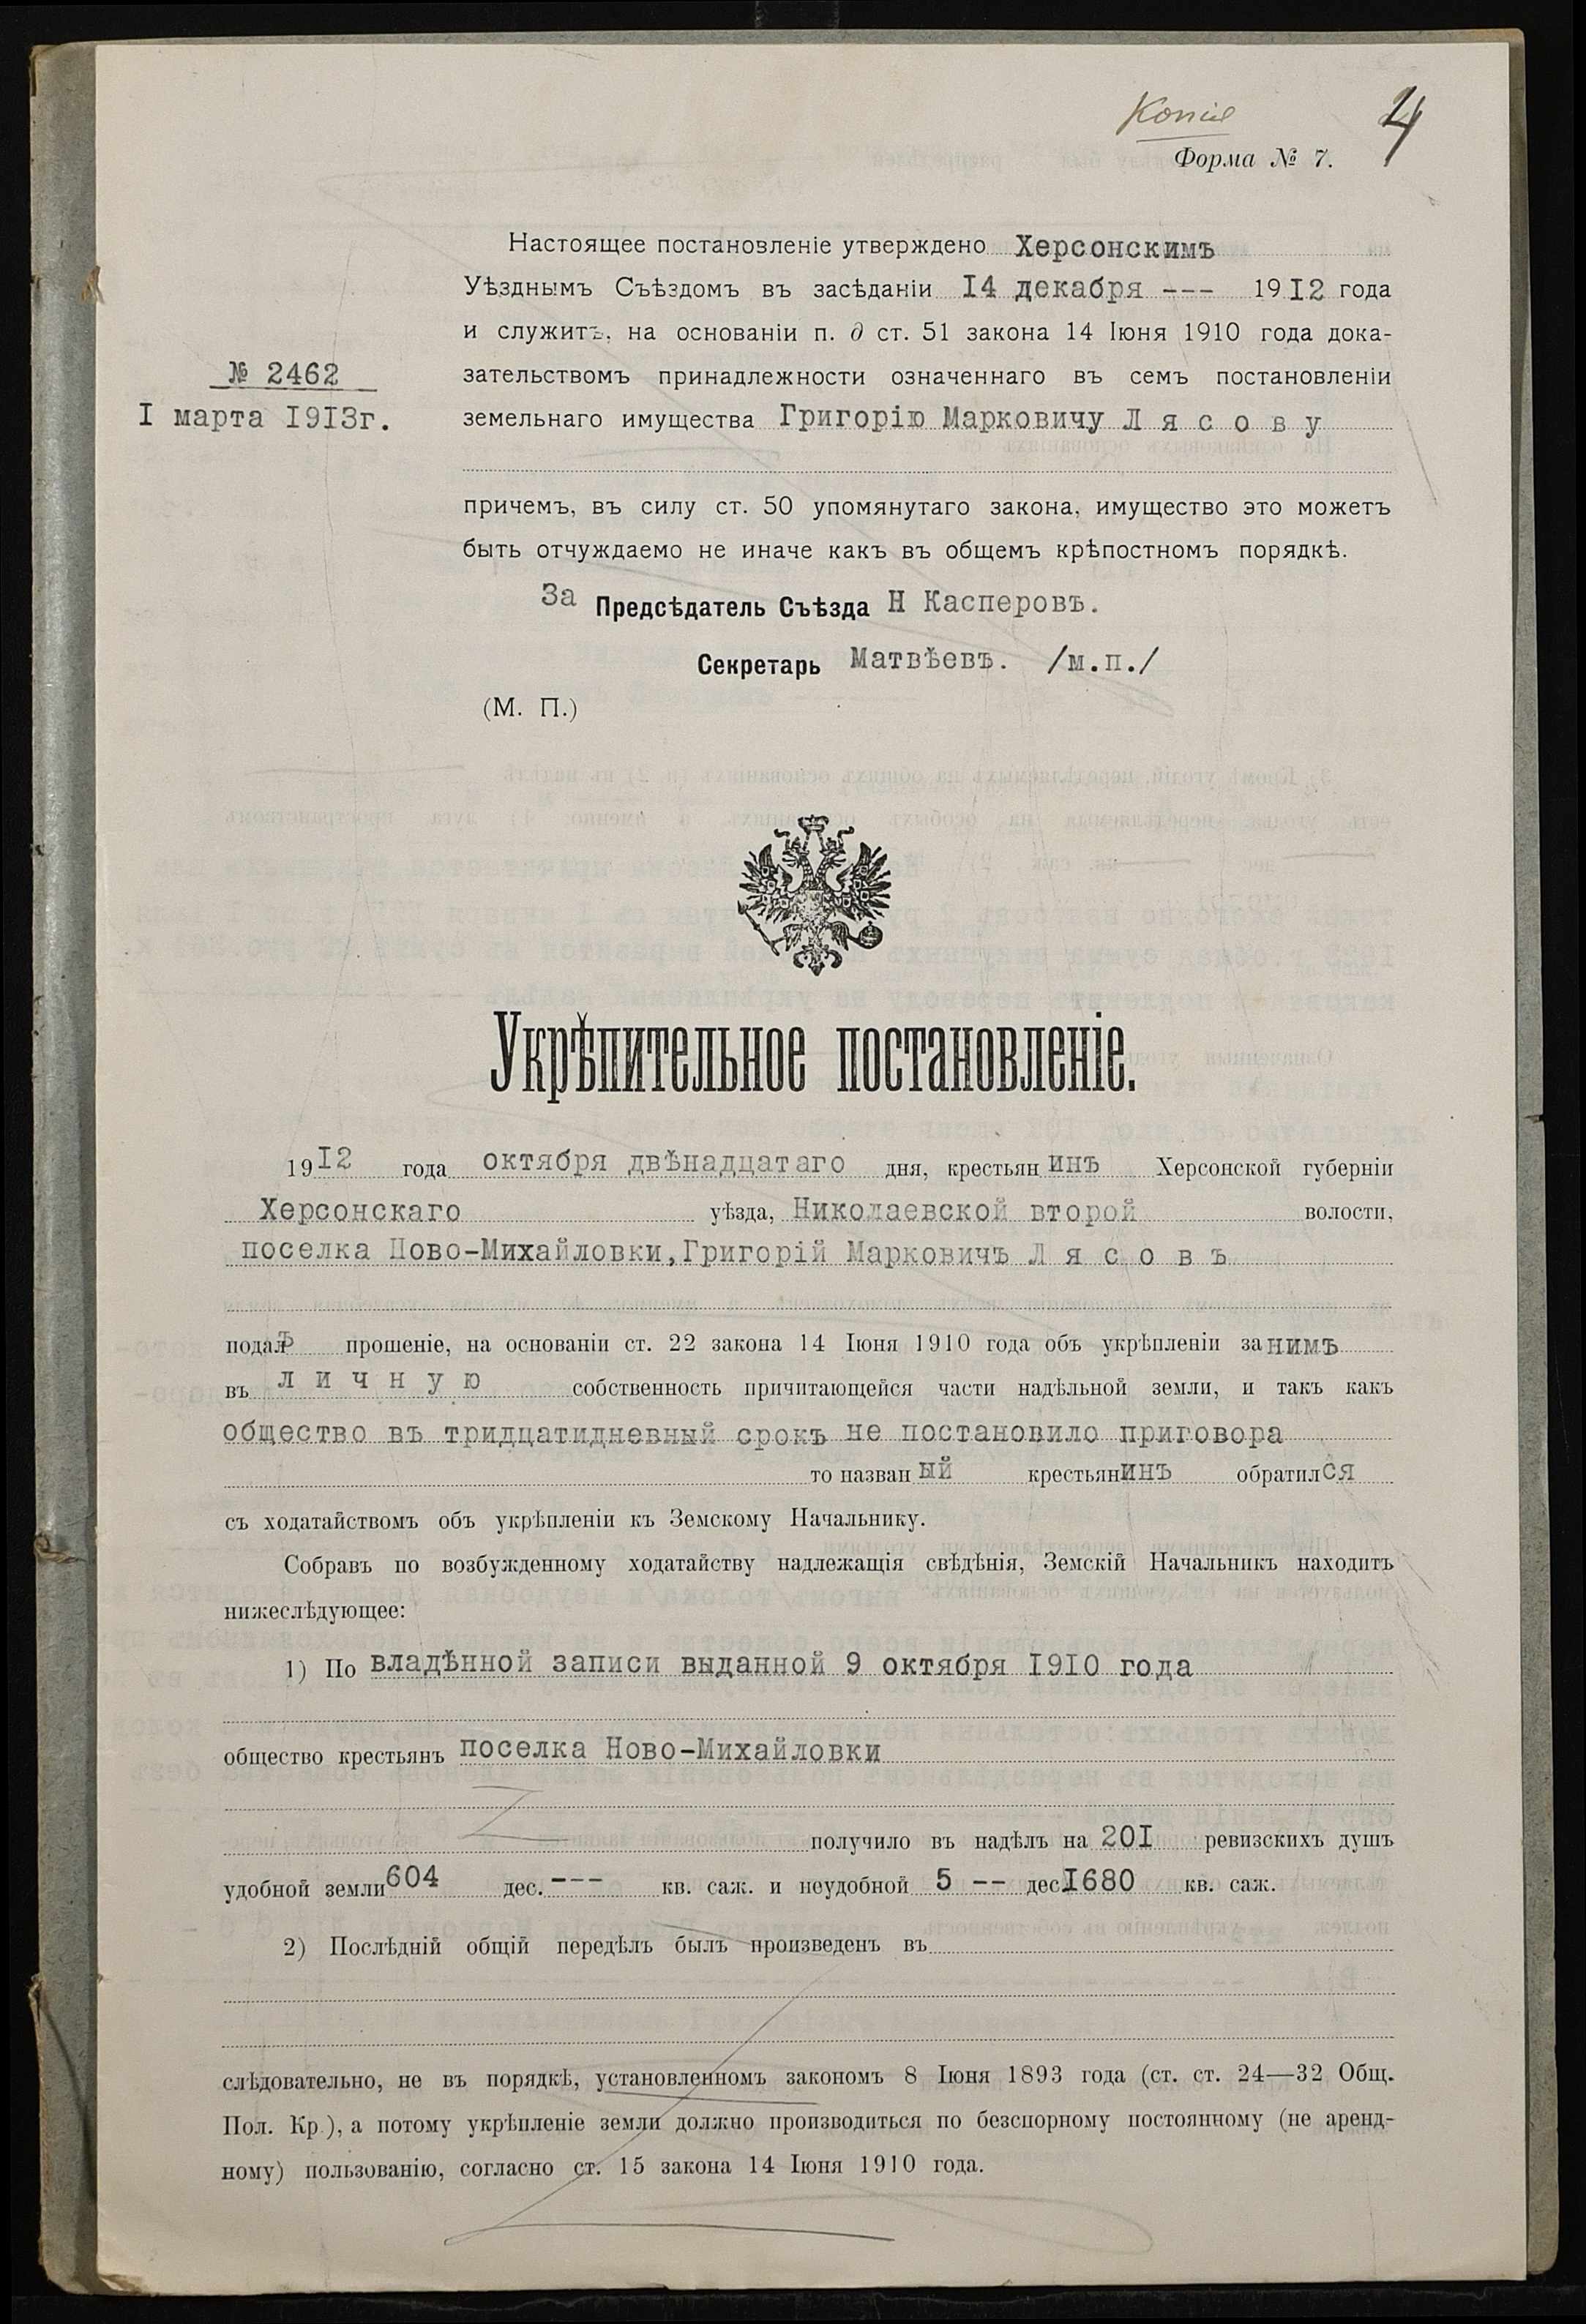 Копія
4
Форма № 7.
Настоящее постановленіе утверждено Херсонскимъ
Уѣзднымъ Съѣздомъ въ засѣданіи 14 декабря --- 1912 года
и служитъ, на основаніи п. д ст. 51 закона 14 Іюня 1910 года дока-
зательствомъ принадлежности означеннаго въ семъ постановленіи
земельнаго имущества Григорію Марковичу Л я с о в у
№ 2462
I марта 1913г.
причемъ, въ силу ст. 50 упомянутаго закона, имущество это можетъ
быть отчуждаемо не иначе какъ въ общемъ крѣпостномъ порядкѣ.
За Предсѣдатель Съѣзда Н Касперовъ.
Секретарь Матвѣевъ. /м.п./
(М. П.)
Укрѣпительное постановленіе.
1912 года октября двѣнадцатаго дня, крестьянинъ Херсонской губерніи
Херсонскаго уѣзда, Николаевской второй волости,
поселка Ново-Михайловки, Григорій Марковичъ Л я с о в ъ
подалъ прошеніе, на основаніи ст. 22 закона 14 Іюня 1910 года объ укрѣпленіи за нимъ
въ л и ч н у ю собственность причитающейся части надѣльной земли, и такъ какъ
общество въ тридцатидневный срокъ не постановило приговора
то названый крестьянинъ обратился
съ ходатайствомъ объ укрѣпленіи къ Земскому Начальнику.
Собравъ по возбужденному ходатайству надлежащія свѣдѣнія, Земскій Начальникъ находитъ
нижеслѣдующее:
1) По владѣнной записи выданной 9 октября 1910 года
общество крестьянъ поселка Ново-Михайловки
получило въ надѣлъ на 201 ревизскихъ душъ
удобной земли 604 дес. --- кв. саж. и неудобной 5 -- дес. 1680 кв. саж.
2) Послѣдній общій передѣлъ былъ произведенъ въ
слѣдовательно, не въ порядкѣ, установленномъ закономъ 8 Іюня 1893 года (ст. ст. 24—32 Общ.
Пол. Кр.), а потому укрѣпленіе земли должно производиться по безспорному постоянному (не аренд-
ному) пользованію, согласно ст. 15 закона 14 Іюня 1910 года.